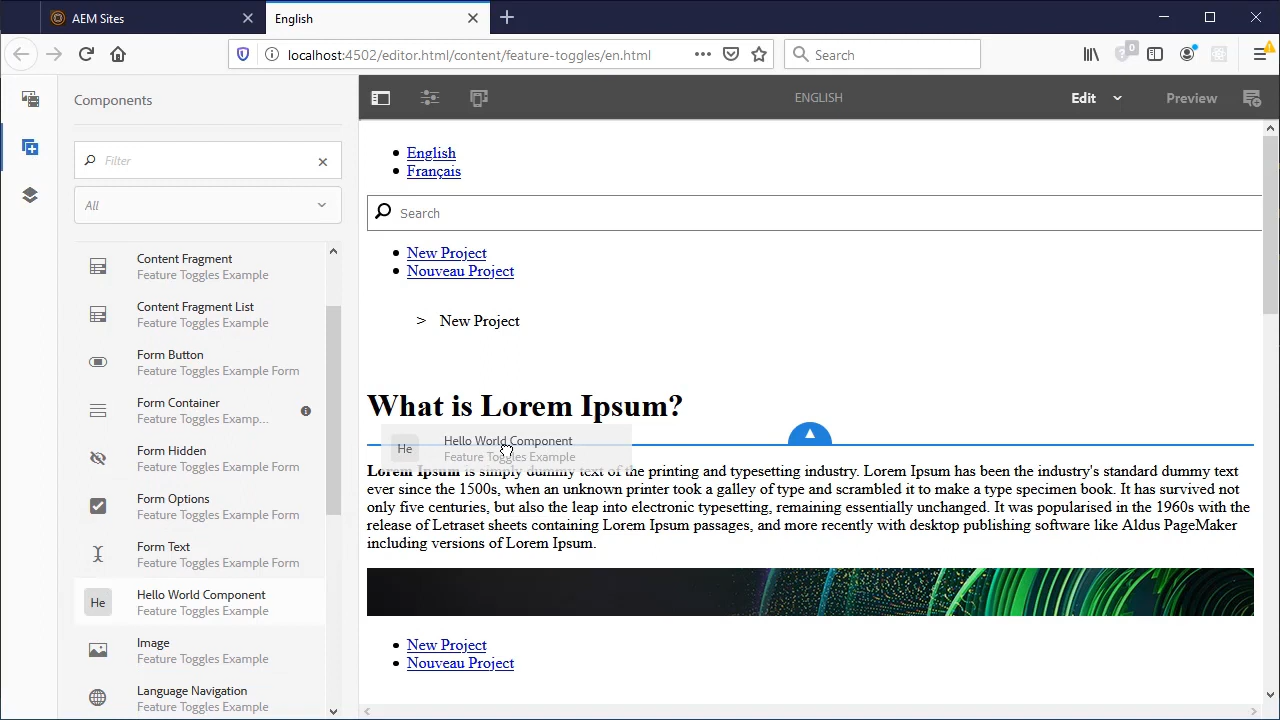 AEM Sites
English
localhost:4502/editor.html/content/feature-toggles/en.html
Search
0
Components
ENGLISH
Edit
Preview
Filter
All
Content Fragment
Feature Toggles Example
Content Fragment List
Feature Toggles Example
Form Button
Feature Toggles Example Form
Form Container
Feature Toggles Examp...
Form Hidden
Feature Toggles Example Form
Form Options
Feature Toggles Example Form
Form Text
Feature Toggles Example Form
He
Hello World Component
Feature Toggles Example
Image
Feature Toggles Example
Language Navigation
Feature Toggles Example
English
Français
Search
New Project
Nouveau Project
> New Project
What is Lorem Ipsum?
He
Hello World Component
Feature Toggles Example
Lorem Ipsum is simply dummy text of the printing and typesetting industry. Lorem Ipsum has been the industry's standard dummy text
ever since the 1500s, when an unknown printer took a galley of type and scrambled it to make a type specimen book. It has survived not
only five centuries, but also the leap into electronic typesetting, remaining essentially unchanged. It was popularised in the 1960s with the
release of Letraset sheets containing Lorem Ipsum passages, and more recently with desktop publishing software like Aldus PageMaker
including versions of Lorem Ipsum.
New Project
Nouveau Project